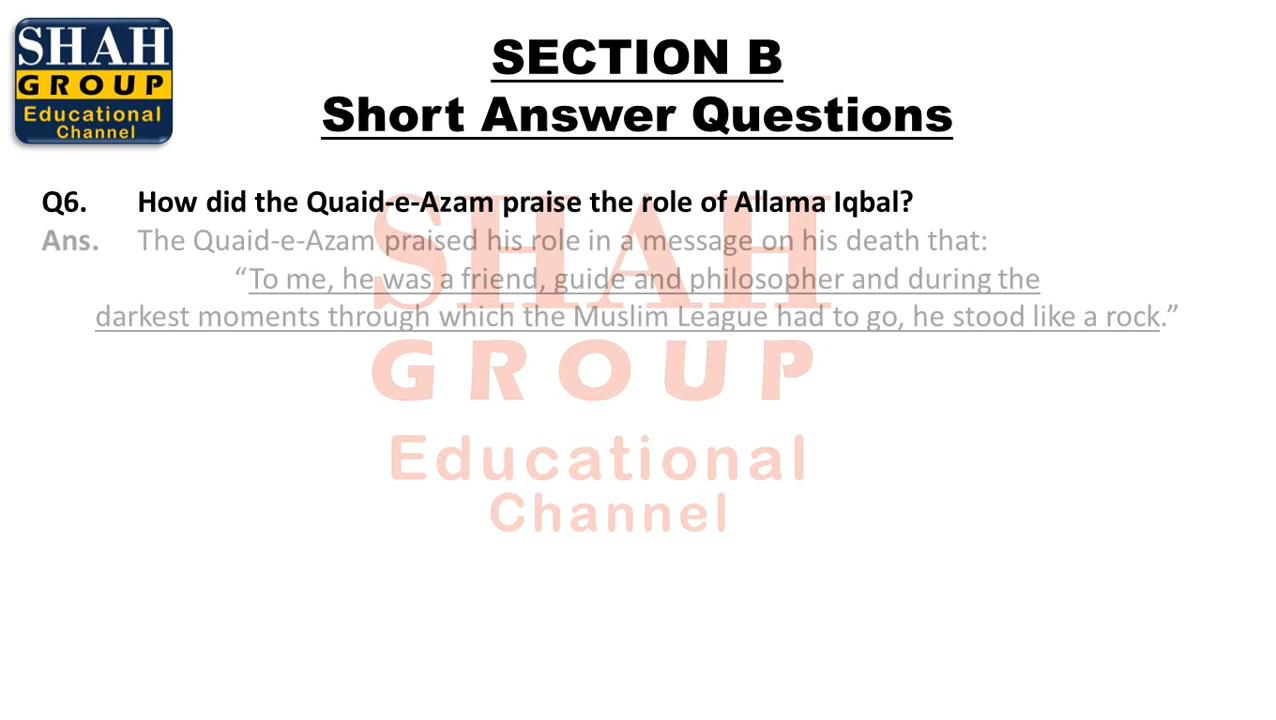 SHAH
GROUP
Educational
Channel
SECTION B
Short Answer Questions
Q6. How did the Quaid-e-Azam praise the role of Allama Iqbal?
Ans. The Quaid-e-Azam praised his role in a message on his death that:
“To me, he was a friend, guide and philosopher and during the
darkest moments through which the Muslim League had to go, he stood like a rock.”
SHAH
GROUP
Educational
Channel